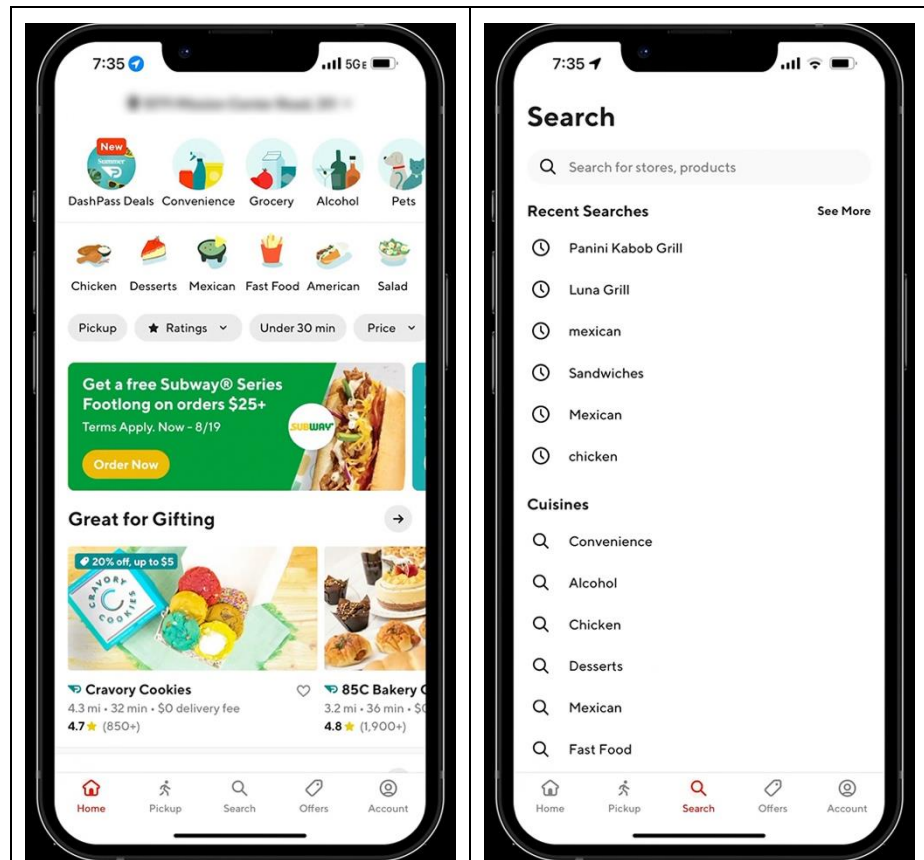 7:35
5GE
New
Summer
DashPass Deals Convenience Grocery Alcohol Pets
Chicken Desserts Mexican Fast Food American Salad
Pickup Ratings Under 30 min Price
Get a free Subway® Series
Footlong on orders $25+
Terms Apply. Now - 8/19
SUBWAY
Order Now
Great for Gifting
20% off, up to $5
CRAVORY
COOKIES
Cravory Cookies
4.3 mi • 32 min • $0 delivery fee
4.7 (850+)
85C Bakery C
3.2 mi • 36 min • $0
4.8 (1,900+)
Home Pickup Search Offers Account
7:35
Search
Search for stores, products
Recent Searches See More
Panini Kabob Grill
Luna Grill
mexican
Sandwiches
Mexican
chicken
Cuisines
Convenience
Alcohol
Chicken
Desserts
Mexican
Fast Food
Home Pickup Search Offers Account